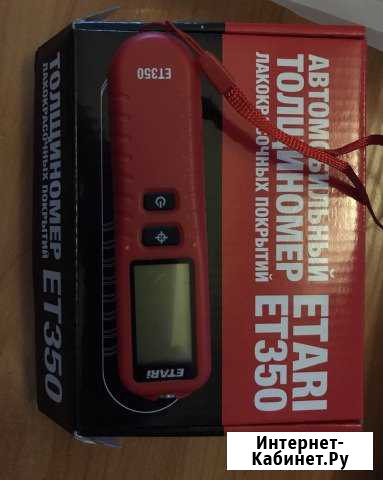 АВТОМОБИЛЬНЫЙ
ТОЛЩИНОМЕР
ЛАКОКРАСОЧНЫХ ПОКРЫТИЙ
ETARI
ET350
ET350
ETARI
ТОЛЩИНОМЕР ET350
ЛАКОКРАСОЧНЫХ ПОКРЫТИЙ
Интернет-
Кабинет.Ру